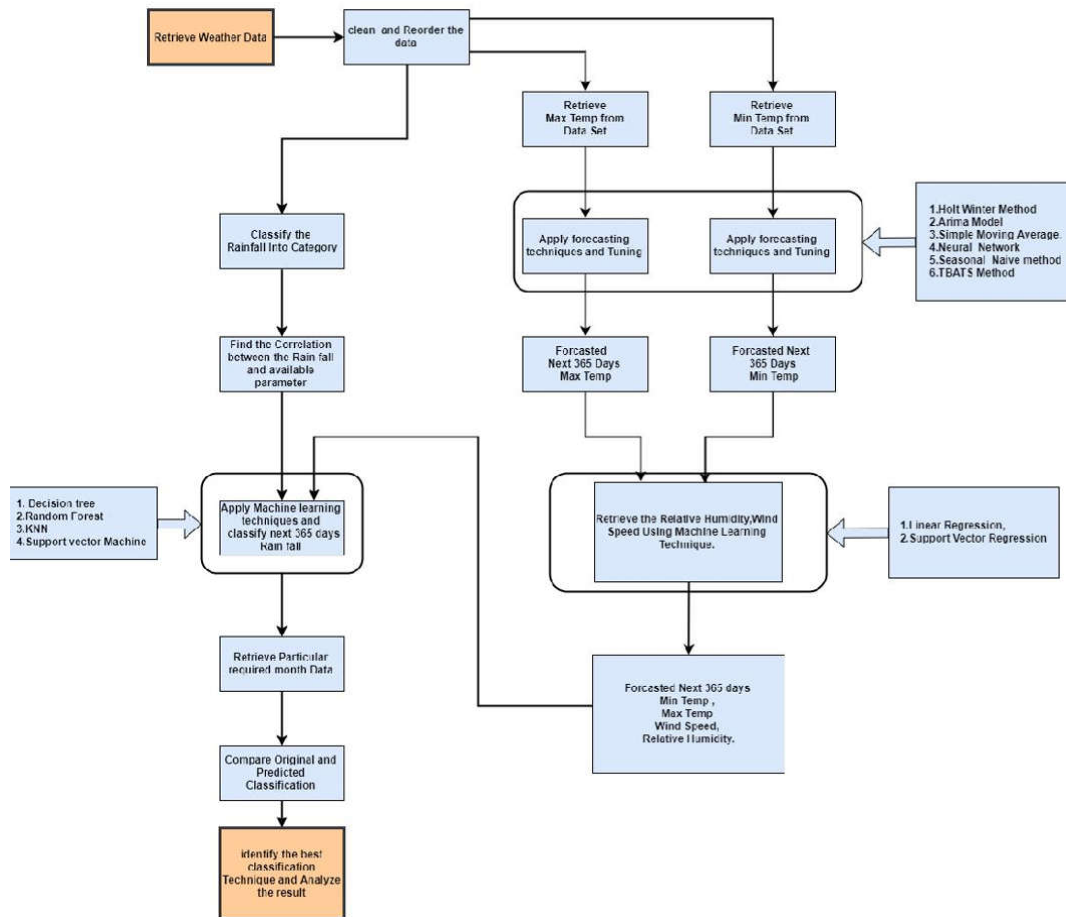 Retrieve Weather Data
clean and Reorder the
data
Retrieve
Max Temp from
Data Set
Retrieve
Min Temp from
Data Set
Classify the
Rainfall Into Category
Apply forecasting
techniques and Tuning
Apply forecasting
techniques and Tuning
1.Holt Winter Method
2.Arima Model
3.Simple Moving Average.
4.Neural Network
5.Seasonal Naive method
6.TBATS Method
Find the Correlation
between the Rain fall
and available
parameter
Forcasted
Next 365 Days
Max Temp
Forcasted Next
365 Days
Min Temp
1. Decision tree
2.Random Forest
3.KNN
4.Support vector Machine
Apply Machine learning
techniques and
classify next 365 days
Rain fall
Retrieve the Relative Humidity,Wind
Speed Using Machine Learning
Technique.
1.Linear Regression,
2.Support Vector Regression
Retrieve Particular
required month Data
Forcasted Next 365 days
Min Temp ,
Max Temp
Wind Speed,
Relative Humidity.
Compare Original and
Predicted
Classification
identify the best
classification
Technique and Analyze
the result